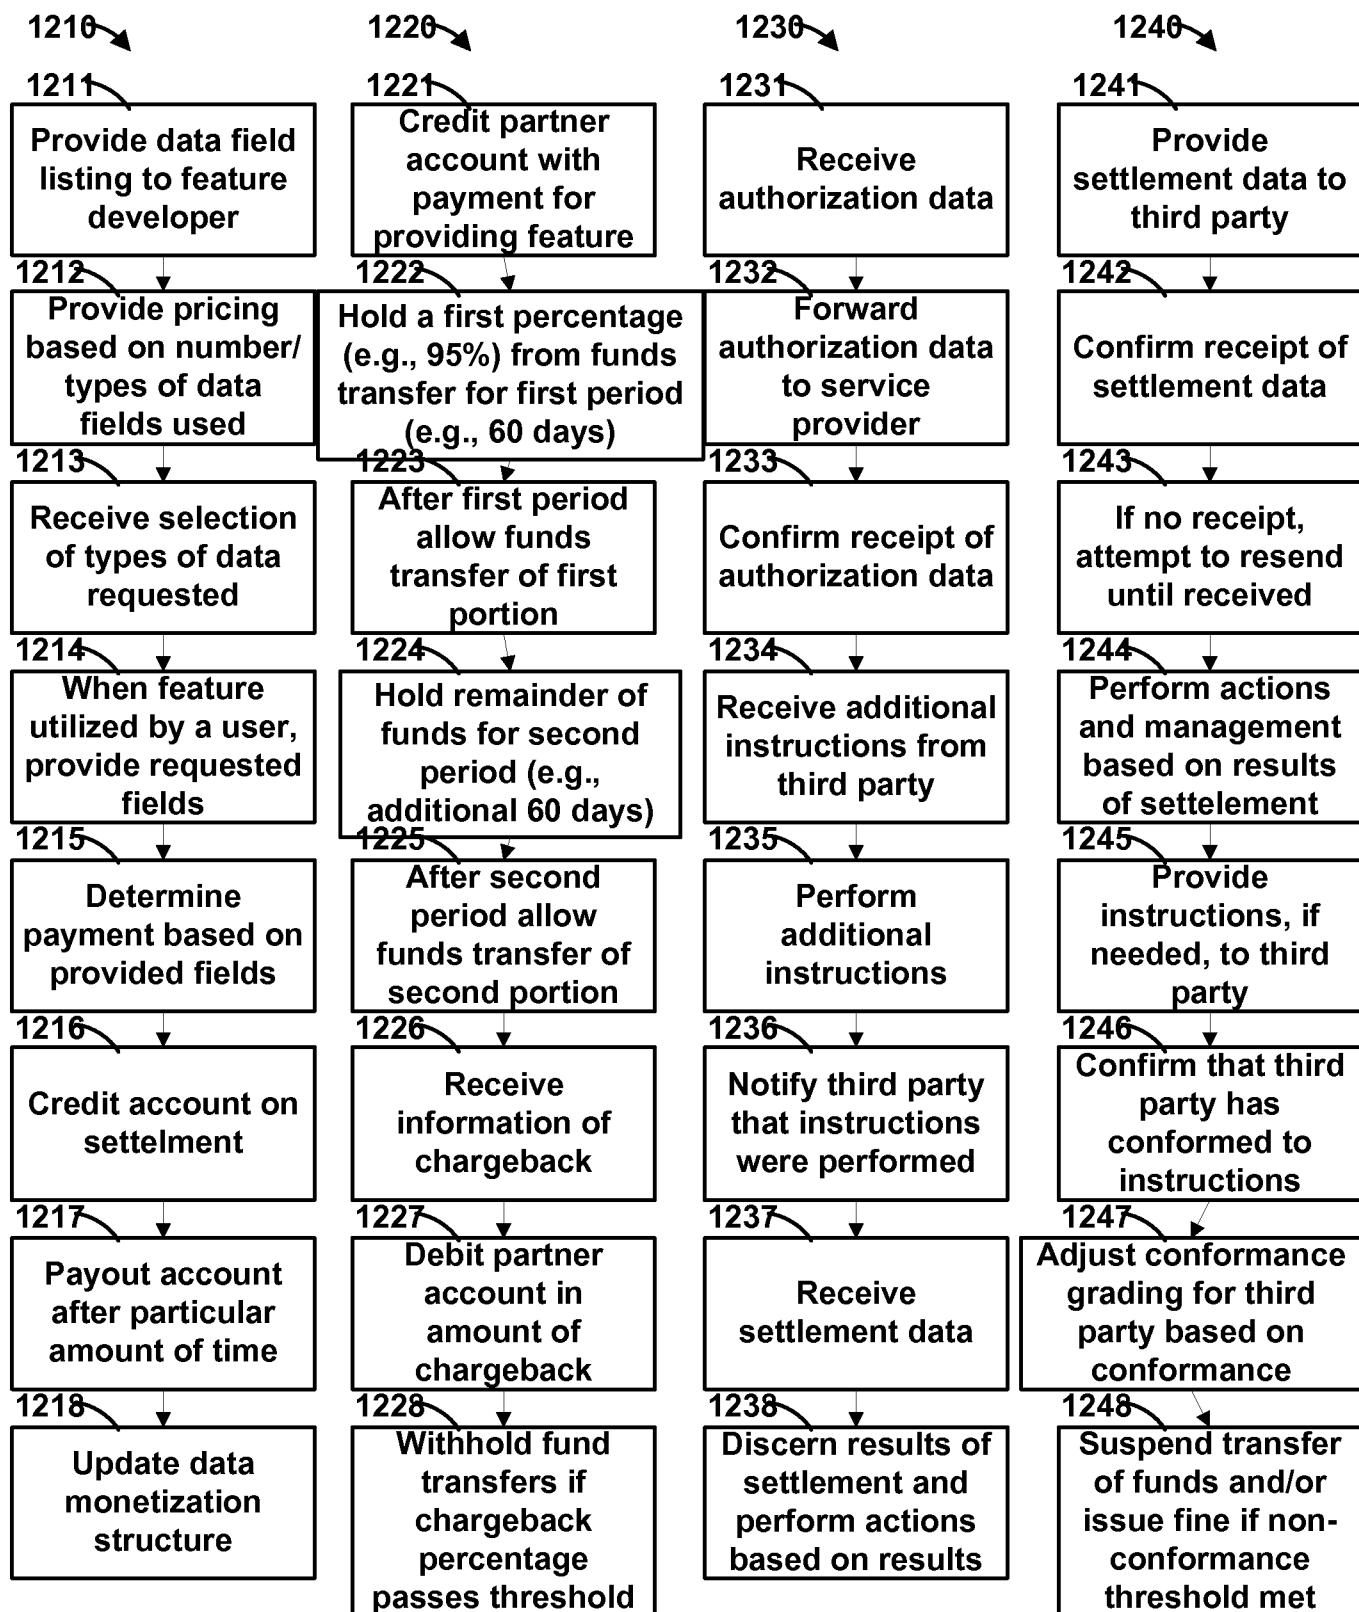 1210
1211
Provide data field
listing to feature
developer
1212
Provide pricing
based on number/
types of data
fields used
1213
Receive selection
of types of data
requested
1214
When feature
utilized by a user,
provide requested
fields
1215
Determine
payment based on
provided fields
1216
Credit account on
settelment
1217
Payout account
after particular
amount of time
1218
Update data
monetization
structure
1220
1221
Credit partner
account with
payment for
providing feature
1222
Hold a first percentage
(e.g., 95%) from funds
transfer for first period
(e.g., 60 days)
1223
After first period
allow funds
transfer of first
portion
1224
Hold remainder of
funds for second
period (e.g.,
additional 60 days)
1225
After second
period allow
funds transfer of
second portion
1226
Receive
information of
chargeback
1227
Debit partner
account in
amount of
chargeback
1228
Withhold fund
transfers if
chargeback
percentage
passes threshold
1230
1231
Receive
authorization data
1232
Forward
authorization data
to service
provider
1233
Confirm receipt of
authorization data
1234
Receive additional
instructions from
third party
1235
Perform
additional
instructions
1236
Notify third party
that instructions
were performed
1237
Receive
settlement data
1238
Discern results of
settlement and
perform actions
based on results
1240
1241
Provide
settlement data to
third party
1242
Confirm receipt of
settlement data
1243
If no receipt,
attempt to resend
until received
1244
Perform actions
and management
based on results
of settelement
1245
Provide
instructions, if
needed, to third
party
1246
Confirm that third
party has
conformed to
instructions
1247
Adjust conformance
grading for third
party based on
conformance
1248
Suspend transfer
of funds and/or
issue fine if non-
conformance
threshold met